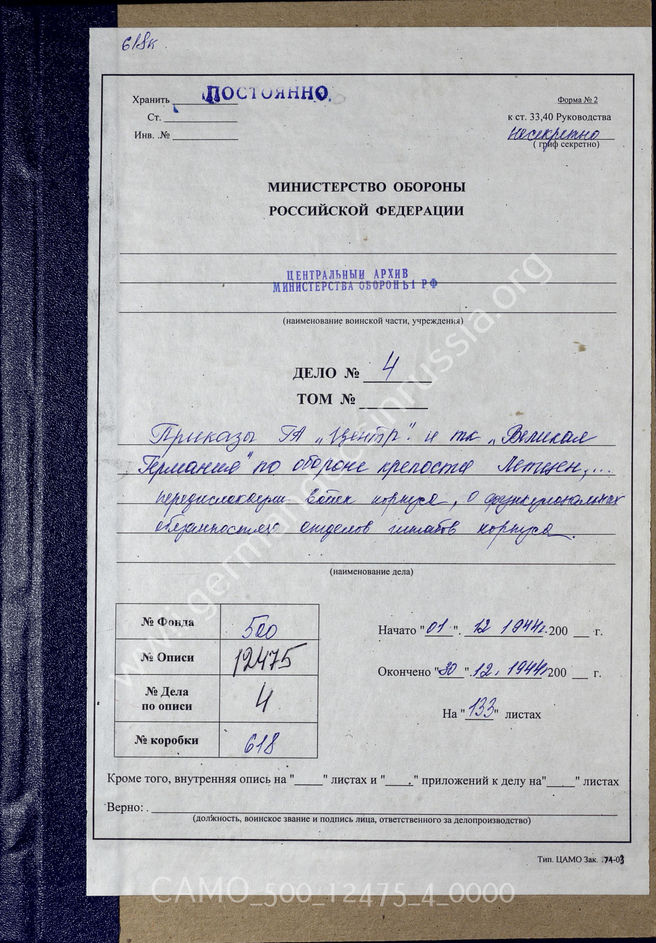 618к.
Хранить ПОСТОЯННО
Форма № 2
Ст.
к ст. 33,40 Руководства
Инв. .№
несекретно
( гриф секретно)
МИНИСТЕРСТВО ОБОРОНЫ
РОССИЙСКОЙ ФЕДЕРАЦИИ
ЦЕНТРАЛЬНЫЙ АРХИВ
МИНИСТЕРСТВА ОБОРОНЫ РФ
(наименование воинской части, учреждения)
ДЕЛО № 4
ТОМ №
Приказы ГА „Центр". и тк „Великая
Германия" по обороне крепости Летцен,...
передислокации войск корпуса, о функциональных
обязанностях отделов штабов корпуса.
(наименование дела)
№ Фонда 500
№ Описи 12475
№ Дела
по описи 4
№ коробки 618
Начато "01". 12 1944г. 200 г.
Окончено "30". 12. 1944г. 200 г.
На "133" листах
Кроме того, внутренняя опись на " " листах и " ." приложений к делу на" " листах
Верно: .
(должность, воинское звание и подпись лица, ответственного за делопроизводство)
Тип. ЦАМО Зак. .74-03
www.germandocsinrussia.org
CAMO_500_12475_4_0000